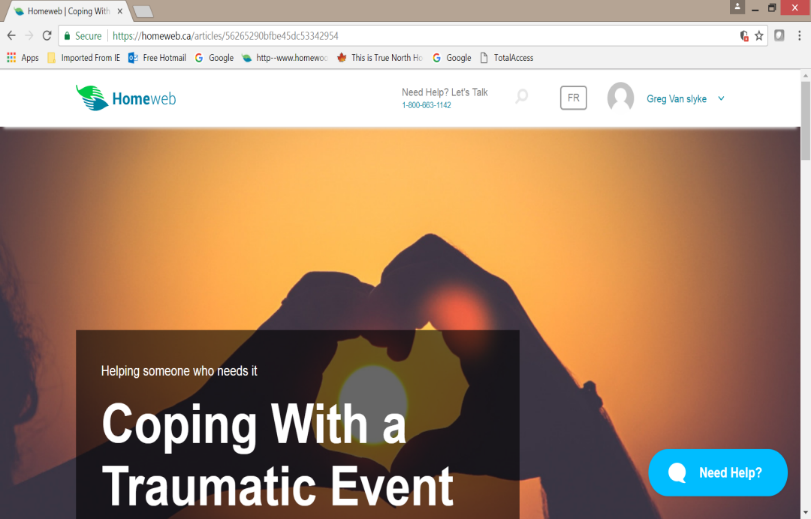 Homeweb | Coping With
Secure https://homeweb.ca/articles/56265290bfbe45dc53342954
Apps Imported From IE Free Hotmail Google http--www.homewoo This is True North Ho Google TotalAccess
Homeweb
Need Help? Let's Talk
1-800-663-1142
FR
Greg Van slyke
Helping someone who needs it
Coping With a
Traumatic Event
Need Help?